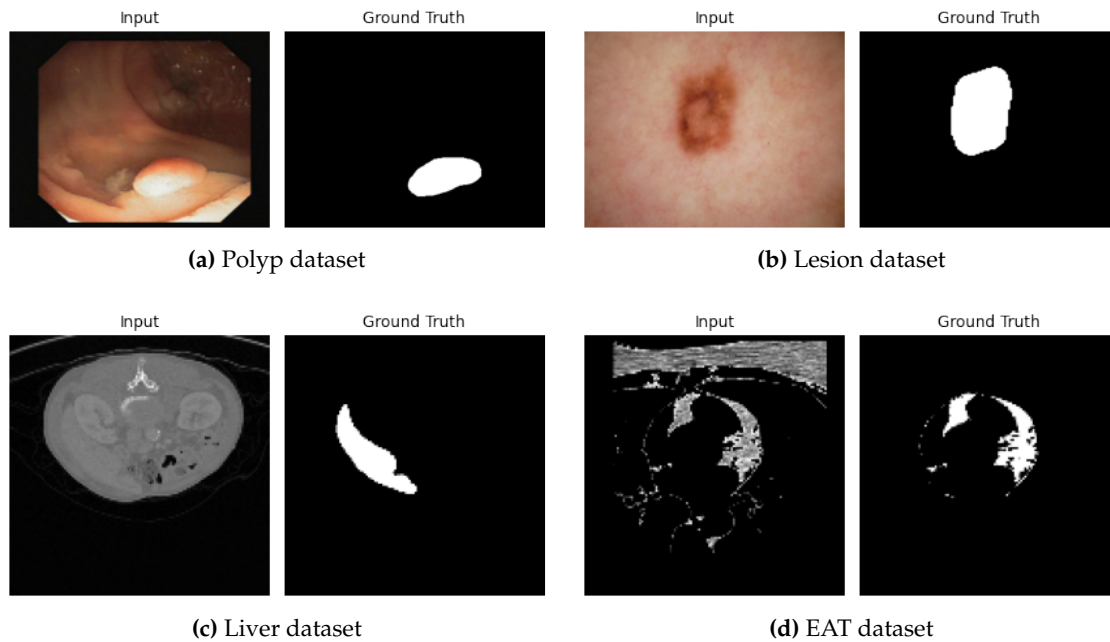 Input Ground Truth Input Ground Truth
(a) Polyp dataset (b) Lesion dataset
Input Ground Truth Input Ground Truth
(c) Liver dataset (d) EAT dataset